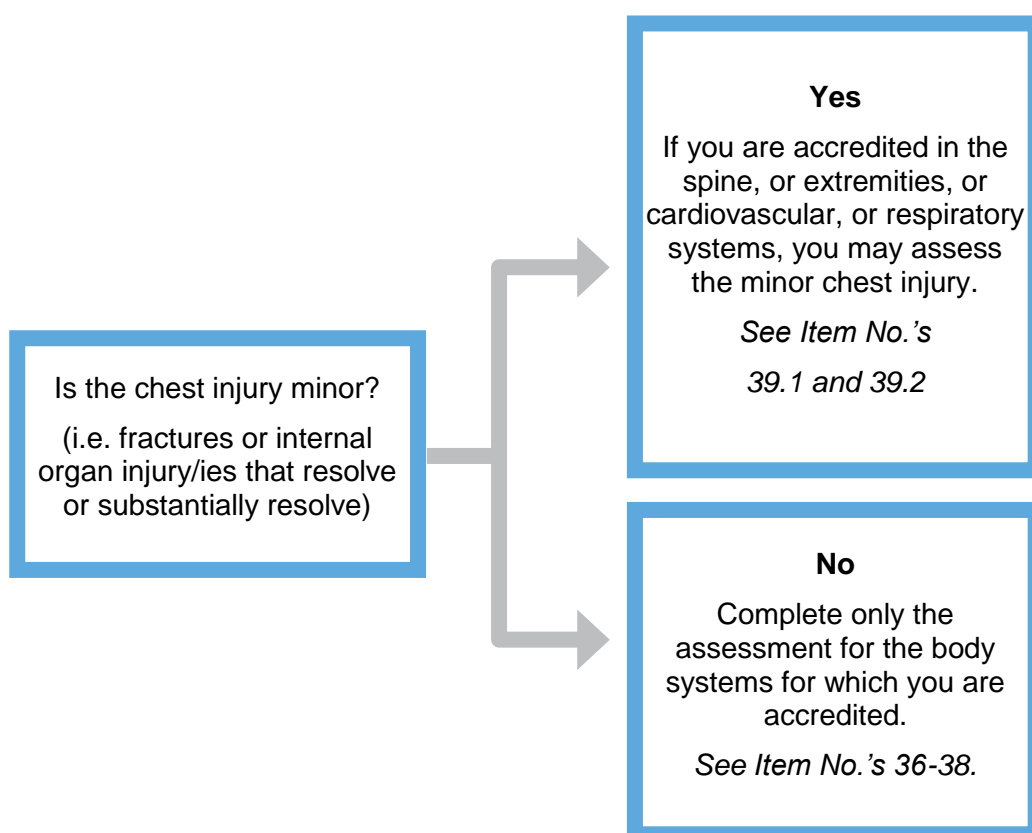 Is the chest injury minor?
(i.e. fractures or internal
organ injury/ies that resolve
or substantially resolve)
Yes
If you are accredited in the
spine, or extremities, or
cardiovascular, or respiratory
systems, you may assess
the minor chest injury.
See Item No.’s
39.1 and 39.2
No
Complete only the
assessment for the body
systems for which you are
accredited.
See Item No.’s 36-38.